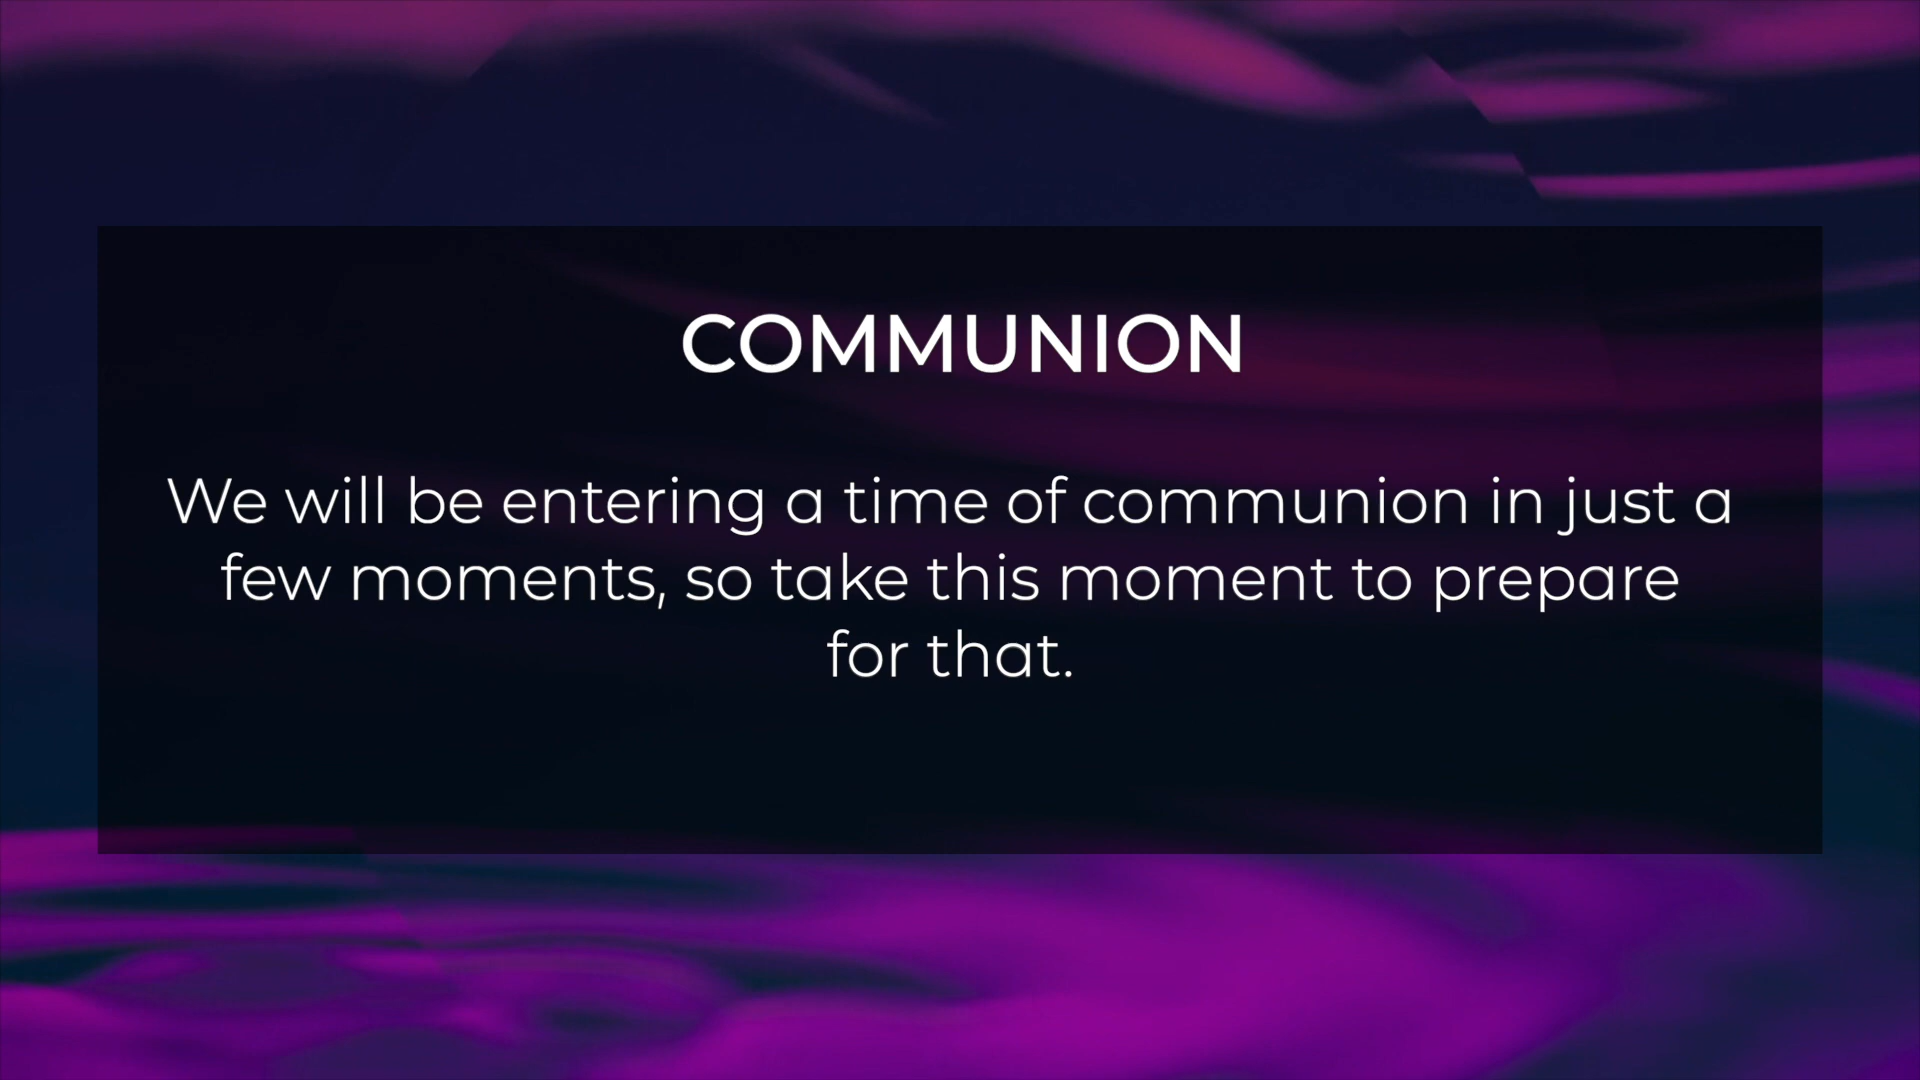 COMMUNION
We will be entering a time of communion in just a
few moments, so take this moment to prepare
for that.